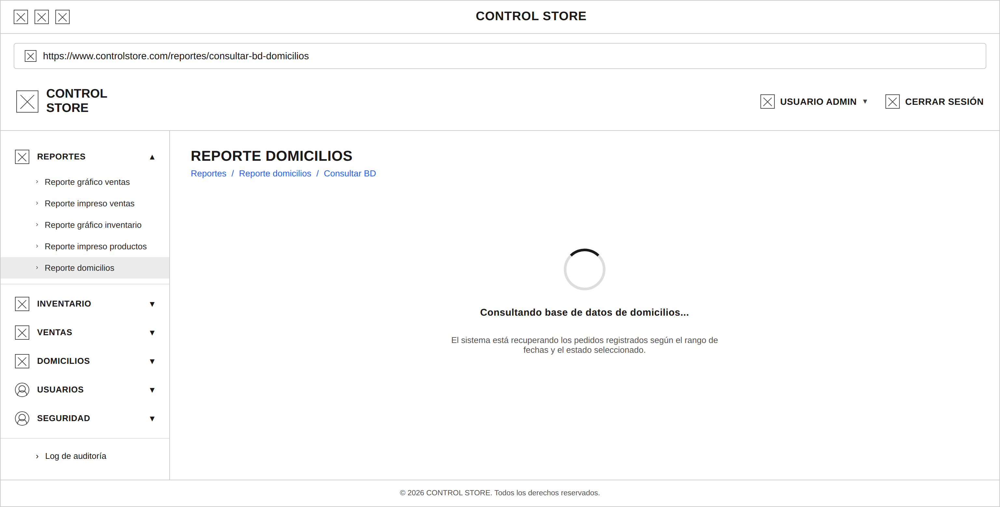 CONTROL STORE
https://www.controlstore.com/reportes/consultar-bd-domicilios
CONTROL
STORE
USUARIO ADMIN ▼
CERRAR SESIÓN
REPORTES ▲
› Reporte gráfico ventas
› Reporte impreso ventas
› Reporte gráfico inventario
› Reporte impreso productos
› Reporte domicilios
INVENTARIO ▼
VENTAS ▼
DOMICILIOS ▼
USUARIOS ▼
SEGURIDAD ▼
› Log de auditoría
REPORTE DOMICILIOS
Reportes / Reporte domicilios / Consultar BD
Consultando base de datos de domicilios...
El sistema está recuperando los pedidos registrados según el rango de
fechas y el estado seleccionado.
© 2026 CONTROL STORE. Todos los derechos reservados.